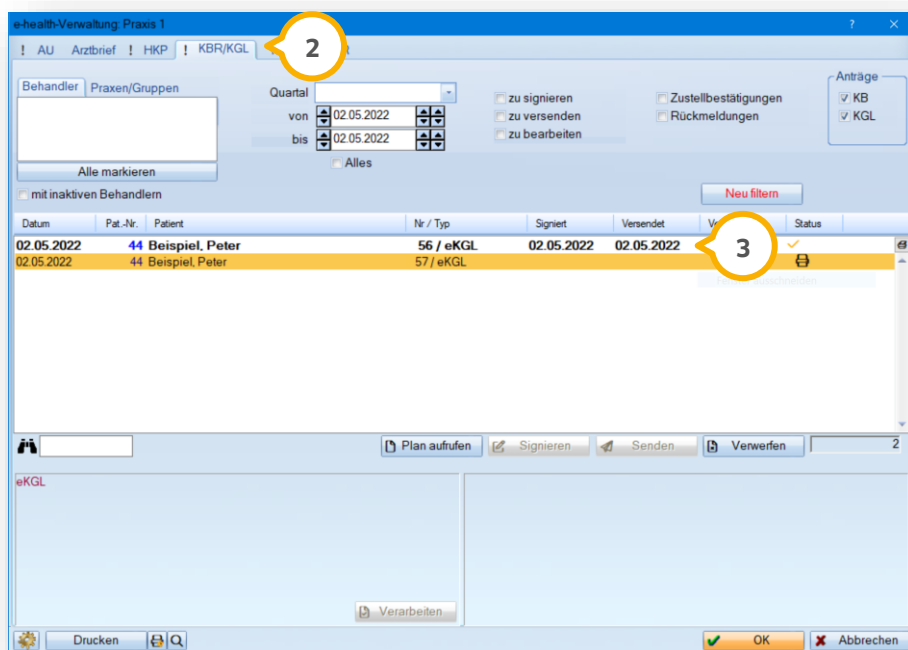 e-health-Verwaltung: Praxis 1 ? ×
! AU Arztbrief ! HKP ! KBR/KGL 2 R
Anträge
Behandler Praxen/Gruppen
Quartal
zu signieren Zustellbestätigungen KB
von 02.05.2022 zu versenden Rückmeldungen KGL
bis 02.05.2022 zu bearbeiten
Alle markieren Alles
mit inaktiven Behandlern Neu filtern
Datum Pat.-Nr. Patient Nr / Typ Signiert Versendet Status
02.05.2022 44 Beispiel, Peter 56 / eKGL 02.05.2022 02.05.2022 3
02.05.2022 44 Beispiel, Peter 57 / eKGL
Plan aufrufen Signieren Senden Verwerfen 2
eKGL
Verarbeiten
Drucken OK Abbrechen